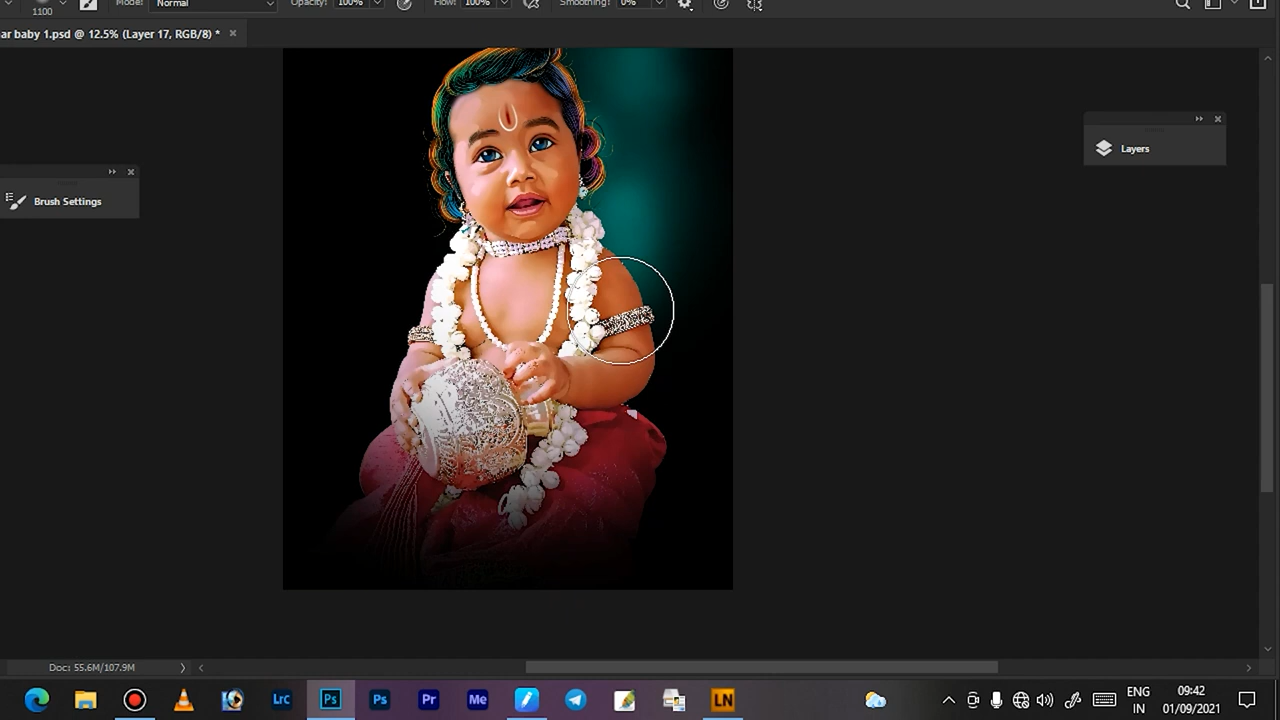 1100
Mode: Normal
Opacity: 100%
Flow: 100%
Smoothing: 0%
ar baby 1.psd @ 12.5% (Layer 17, RGB/8) *
Layers
Brush Settings
Doc: 55.6M/107.9M
LrC
Ps
Ps
Pr
Me
LN
ENG
IN
09:42
01/09/2021